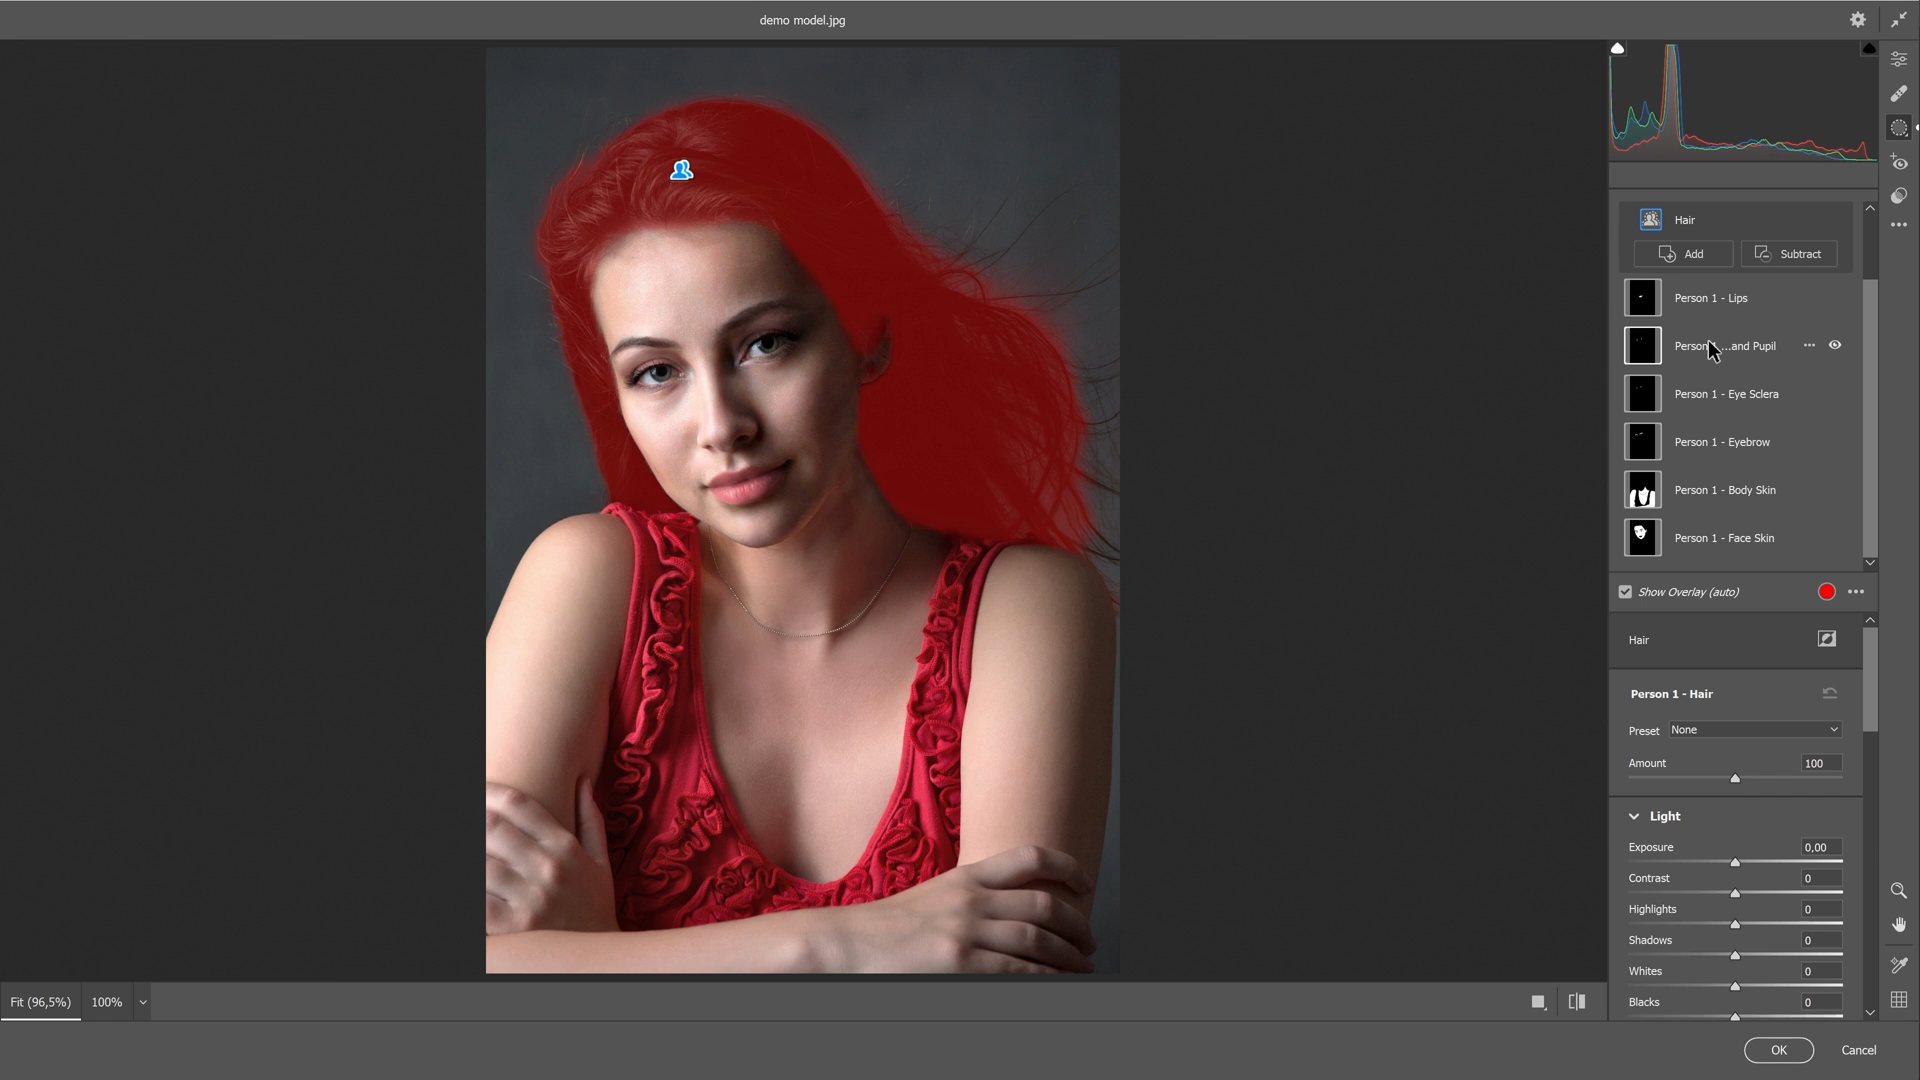 demo model.jpg
Hair
Add Subtract
Person 1 - Lips
Person ...and Pupil
Person 1 - Eye Sclera
Person 1 - Eyebrow
Person 1 - Body Skin
Person 1 - Face Skin
Show Overlay (auto)
Hair
Person 1 - Hair
Preset None
Amount 100
Light
Exposure 0,00
Contrast 0
Highlights 0
Shadows 0
Whites 0
Blacks 0
Fit (96,5%) 100%
OK Cancel